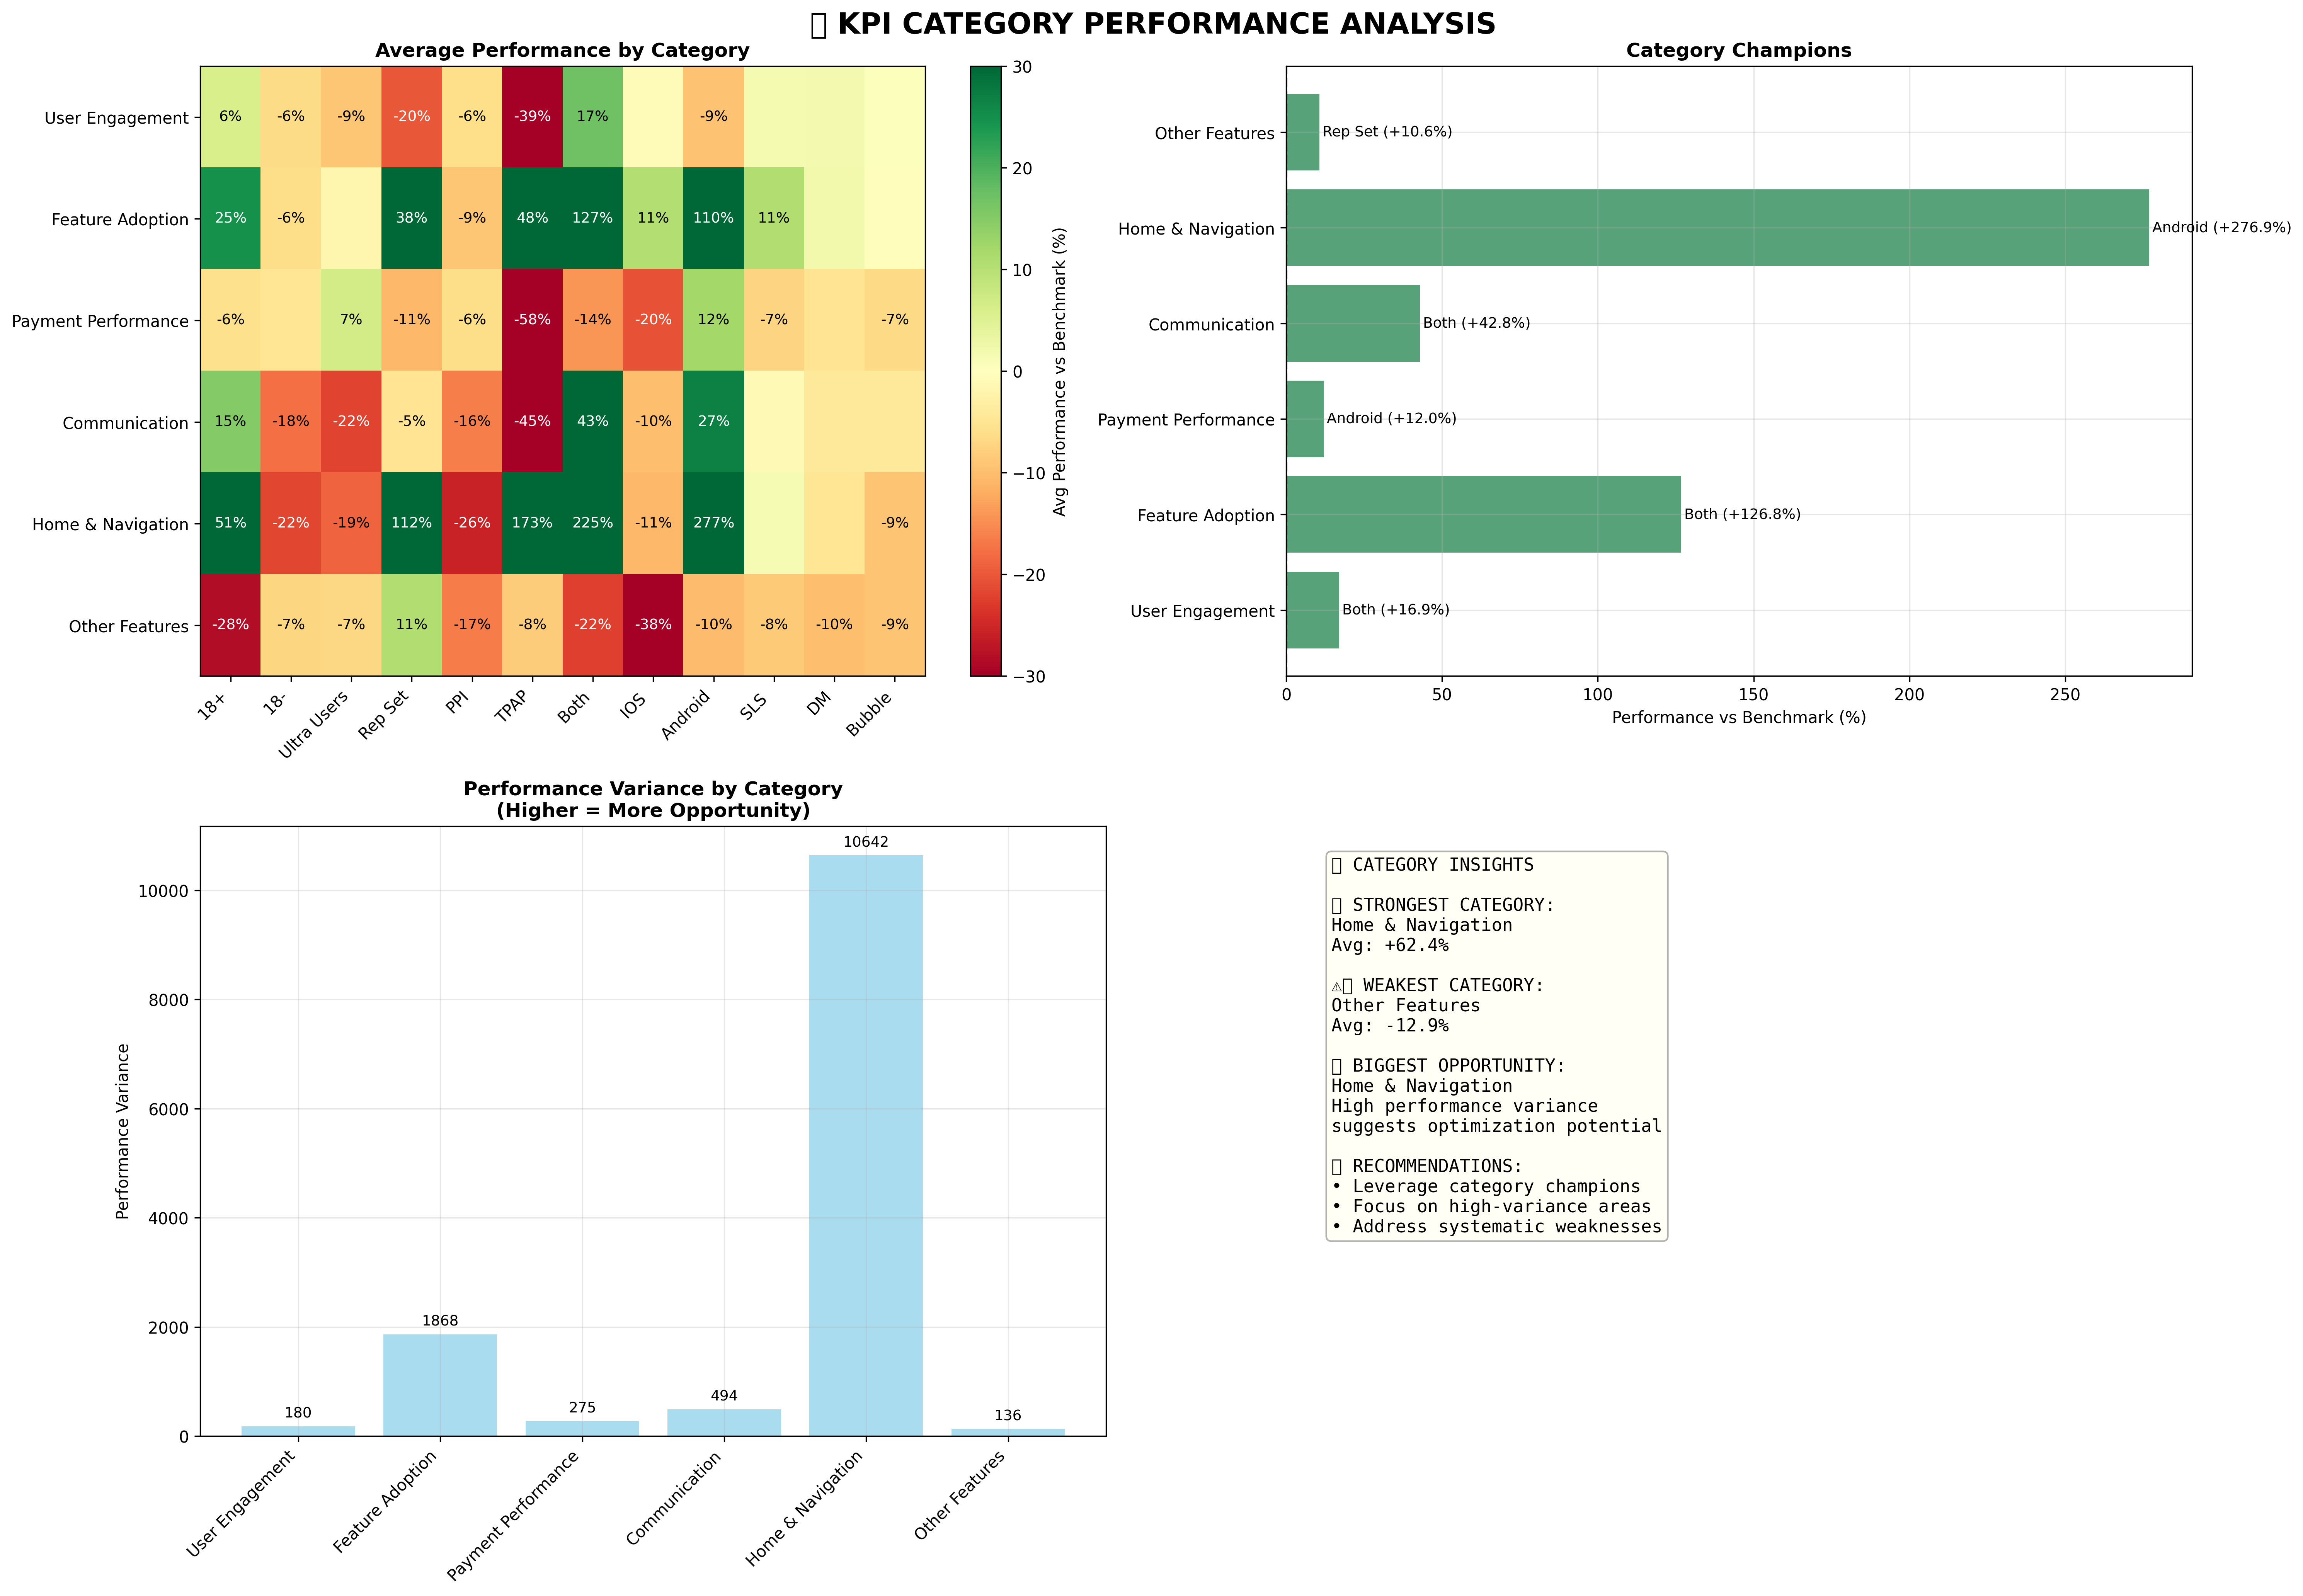 KPI CATEGORY PERFORMANCE ANALYSIS
Average Performance by Category
User Engagement 6% -6% -9% -20% -6% -39% 17% -9%
Feature Adoption 25% -6% 38% -9% 48% 127% 11% 110% 11%
Payment Performance -6% 7% -11% -6% -58% -14% -20% 12% -7% -7%
Communication 15% -18% -22% -5% -16% -45% 43% -10% 27%
Home & Navigation 51% -22% -19% 112% -26% 173% 225% -11% 277% -9%
Other Features -28% -7% -7% 11% -17% -8% -22% -38% -10% -8% -10% -9%
18+ 18- Ultra Users Rep Set PPI TPAP Both IOS Android SLS DM Bubble
30
20
10
0
−10
−20
−30
Avg Performance vs Benchmark (%)
Category Champions
Other Features Rep Set (+10.6%)
Home & Navigation Android (+276.9%)
Communication Both (+42.8%)
Payment Performance Android (+12.0%)
Feature Adoption Both (+126.8%)
User Engagement Both (+16.9%)
0 50 100 150 200 250
Performance vs Benchmark (%)
Performance Variance by Category
(Higher = More Opportunity)
Performance Variance
10000
8000
6000
4000
2000
0
180 1868 275 494 10642 136
User Engagement Feature Adoption Payment Performance Communication Home & Navigation Other Features
CATEGORY INSIGHTS
STRONGEST CATEGORY:
Home & Navigation
Avg: +62.4%
⚠ WEAKEST CATEGORY:
Other Features
Avg: -12.9%
BIGGEST OPPORTUNITY:
Home & Navigation
High performance variance
suggests optimization potential
RECOMMENDATIONS:
• Leverage category champions
• Focus on high-variance areas
• Address systematic weaknesses